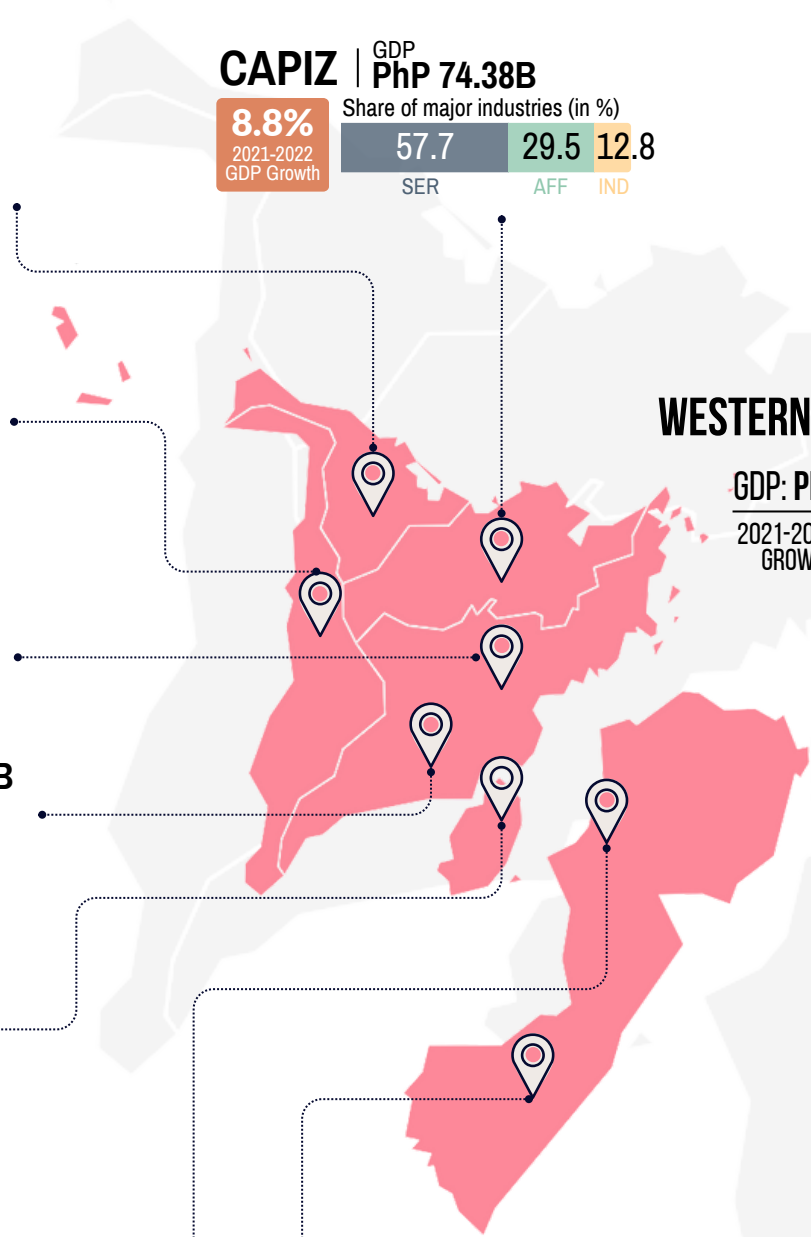 CAPIZ
GDP
PhP 74.38B
8.8%
2021-2022
GDP Growth
Share of major industries (in %)
57.7 29.5 12.8
SER AFF IND
WESTERN
GDP:
2021-20
GROW
B